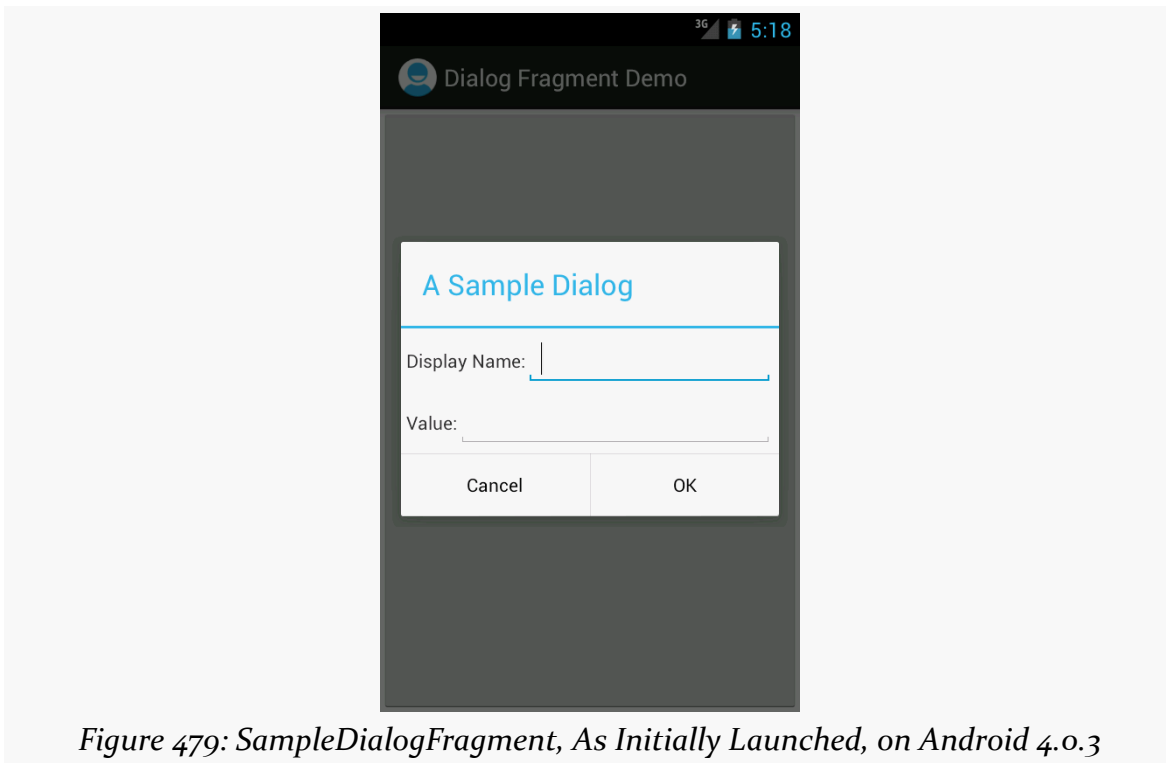 3G 5:18
Dialog Fragment Demo
A Sample Dialog
Display Name:
Value:
Cancel OK
Figure 479: SampleDialogFragment, As Initially Launched, on Android 4.0.3